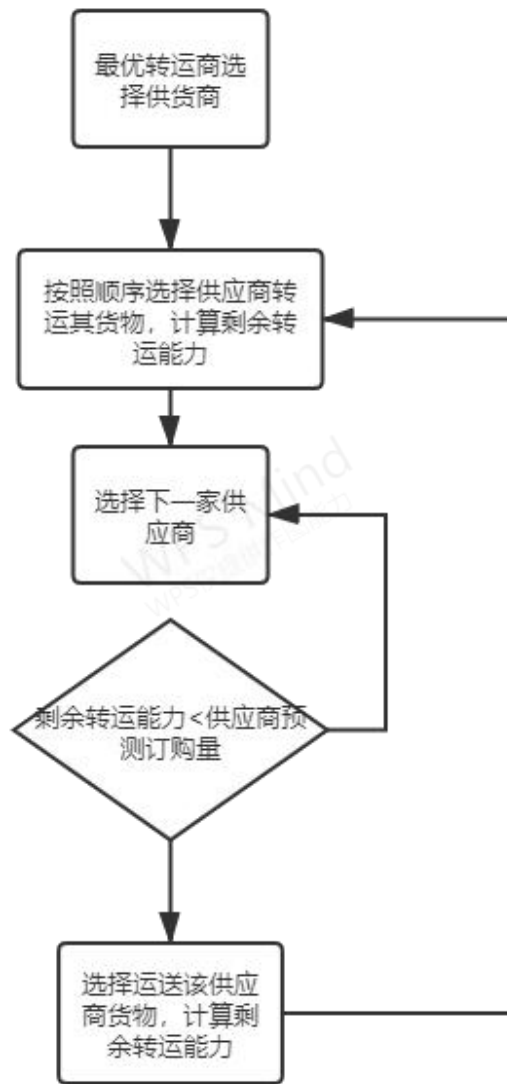 最优转运商选
择供货商
按照顺序选择供应商转
运其货物，计算剩余转
运能力
选择下一家供
应商
WPS Mind
剩余转运能力<供应商预
测订购量
选择运送该供应
商货物，计算剩
余转运能力